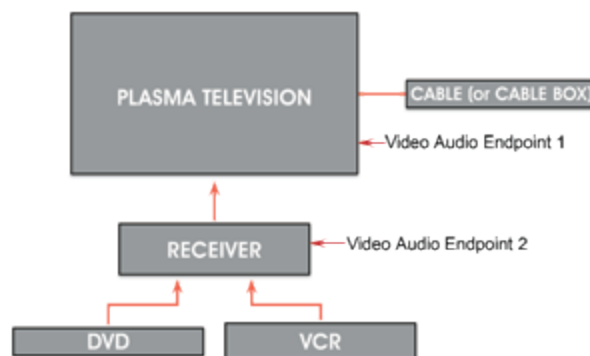 PLASMA TELEVISION
CABLE (or CABLE BOX)
Video Audio Endpoint 1
RECEIVER
Video Audio Endpoint 2
DVD
VCR